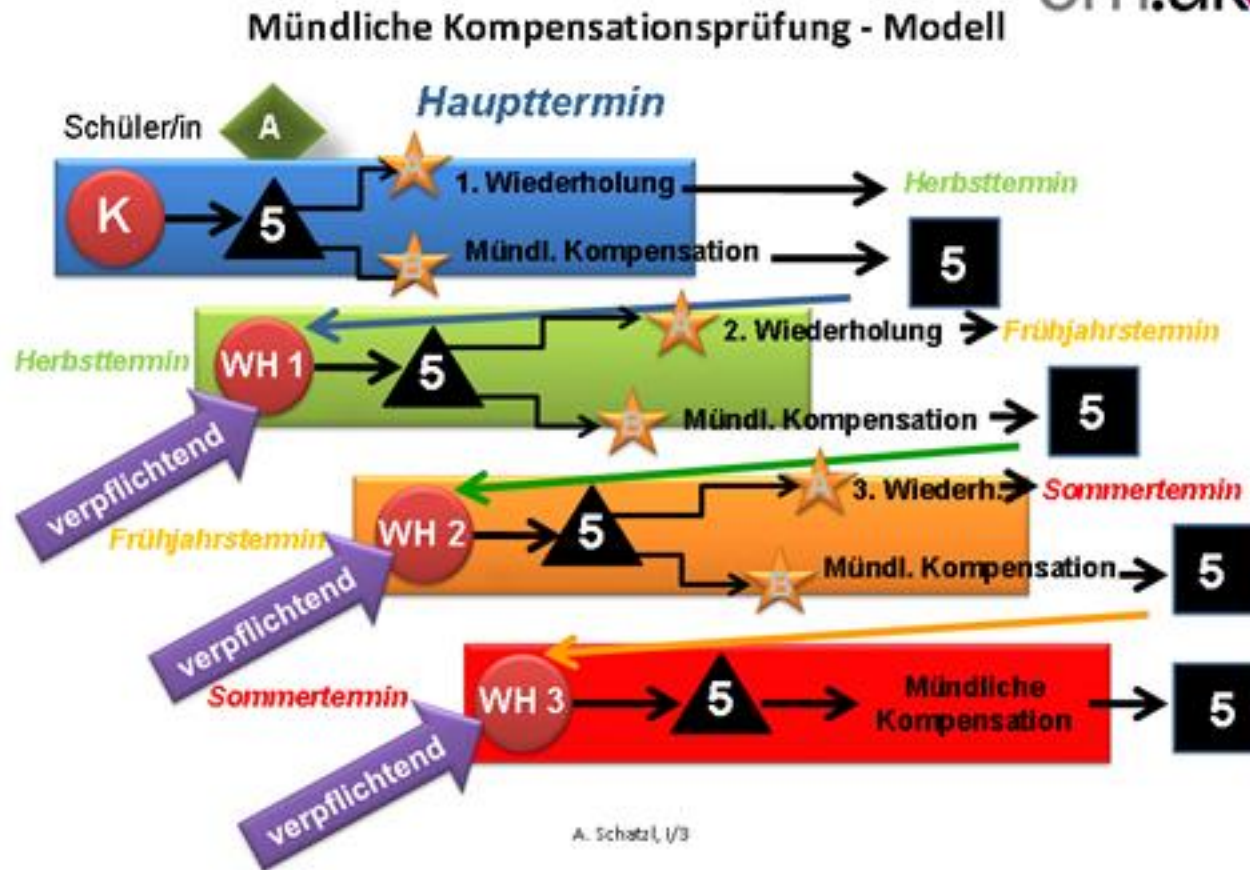 Mündliche Kompensationsprüfung - Modell
Haupttermin
Schüler/in
A
K
5
A
1. Wiederholung
Herbsttermin
B
Mündl. Kompensation
5
Herbsttermin
WH 1
5
A
2. Wiederholung
Frühjahrstermin
B
Mündl. Kompensation
5
verpflichtend
Frühjahrstermin
WH 2
5
A
3. Wiederh.
Sommertermin
B
Mündl. Kompensation
5
verpflichtend
Sommertermin
WH 3
5
Mündliche
Kompensation
5
verpflichtend